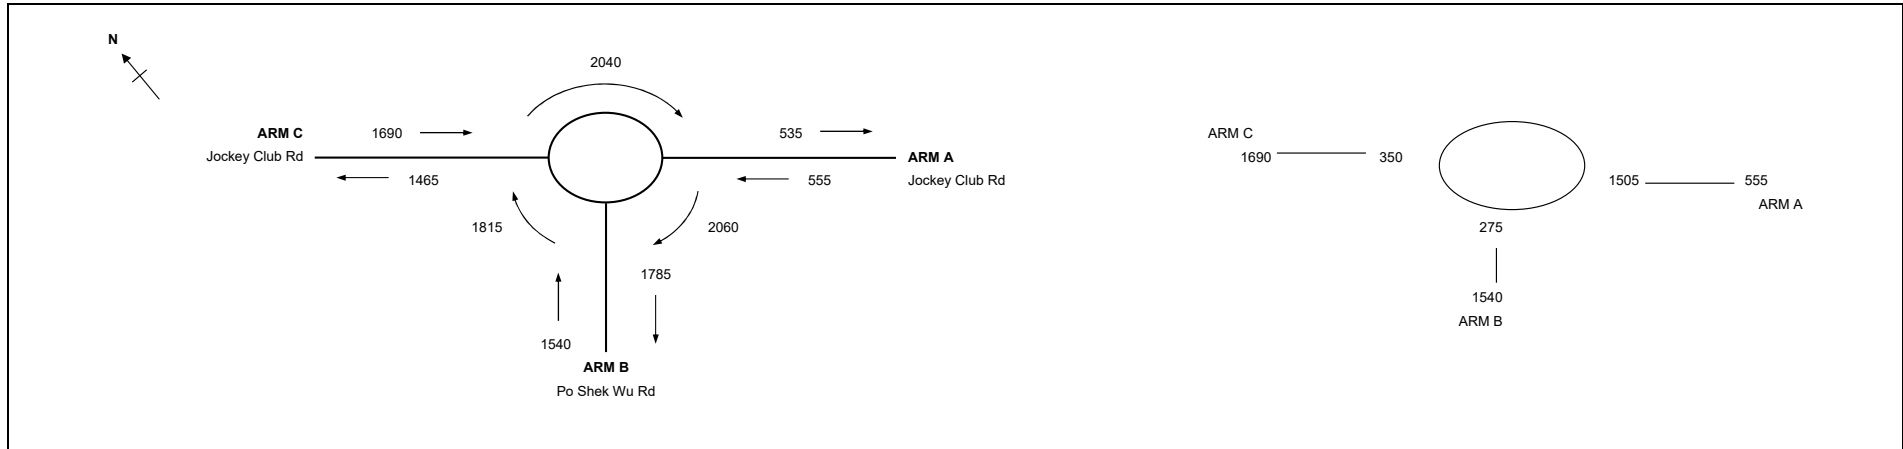 N
2040
ARM C
1690
535
Jockey Club Rd
ARM A
1465
555
Jockey Club Rd
1815
2060
1785
1540
ARM B
Po Shek Wu Rd
ARM C
1690
350
1505
555
ARM A
275
1540
ARM B